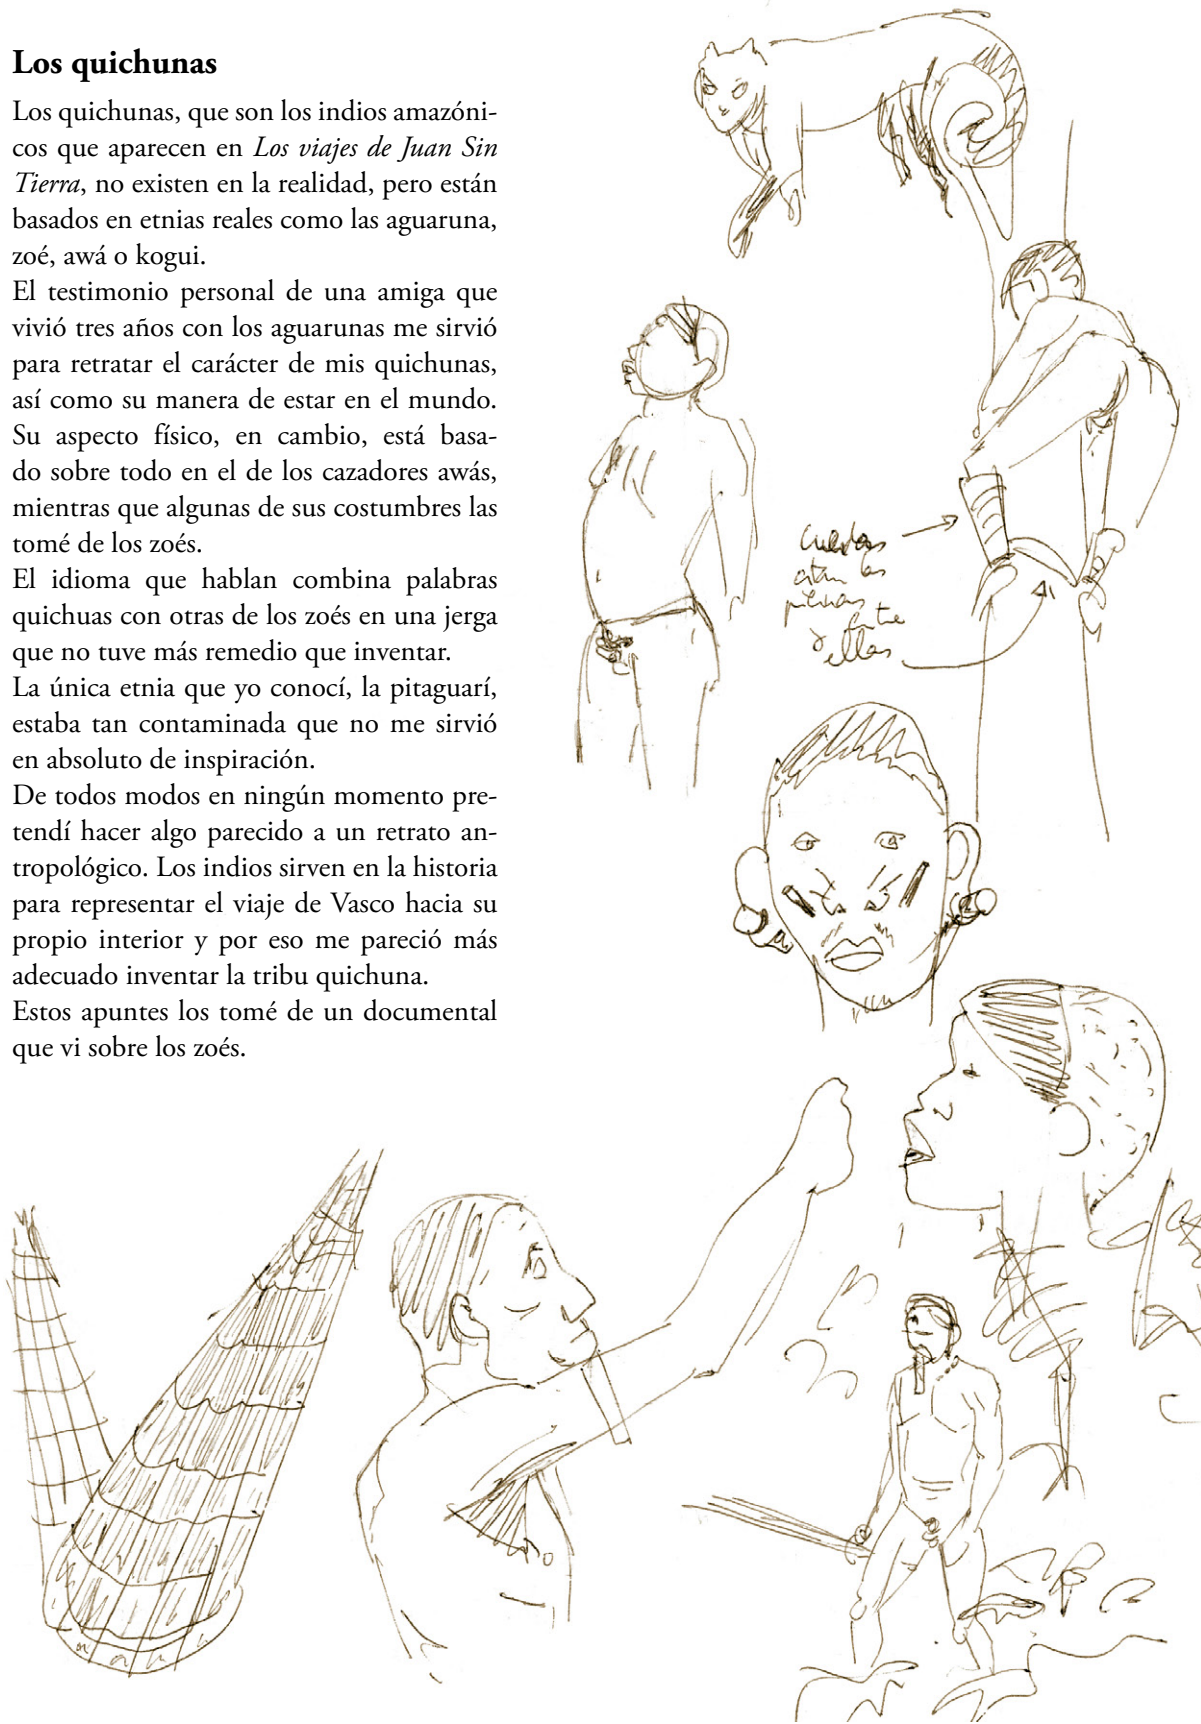 Los quichunas
Los quichunas, que son los indios amazóni-
cos que aparecen en Los viajes de Juan Sin
Tierra, no existen en la realidad, pero están
basados en etnias reales como las aguaruna,
zoé, awá o kogui.
El testimonio personal de una amiga que
vivió tres años con los aguarunas me sirvió
para retratar el carácter de mis quichunas,
así como su manera de estar en el mundo.
Su aspecto físico, en cambio, está basa-
do sobre todo en el de los cazadores awás,
mientras que algunas de sus costumbres las
tomé de los zoés.
El idioma que hablan combina palabras
quichuas con otras de los zoés en una jerga
que no tuve más remedio que inventar.
La única etnia que yo conocí, la pitaguarí,
estaba tan contaminada que no me sirvió
en absoluto de inspiración.
De todos modos en ningún momento pre-
tendí hacer algo parecido a un retrato an-
tropológico. Los indios sirven en la historia
para representar el viaje de Vasco hacia su
propio interior y por eso me pareció más
adecuado inventar la tribu quichuna.
Estos apuntes los tomé de un documental
que vi sobre los zoés.
cuerdas
atan las
piernas
entre
ellas